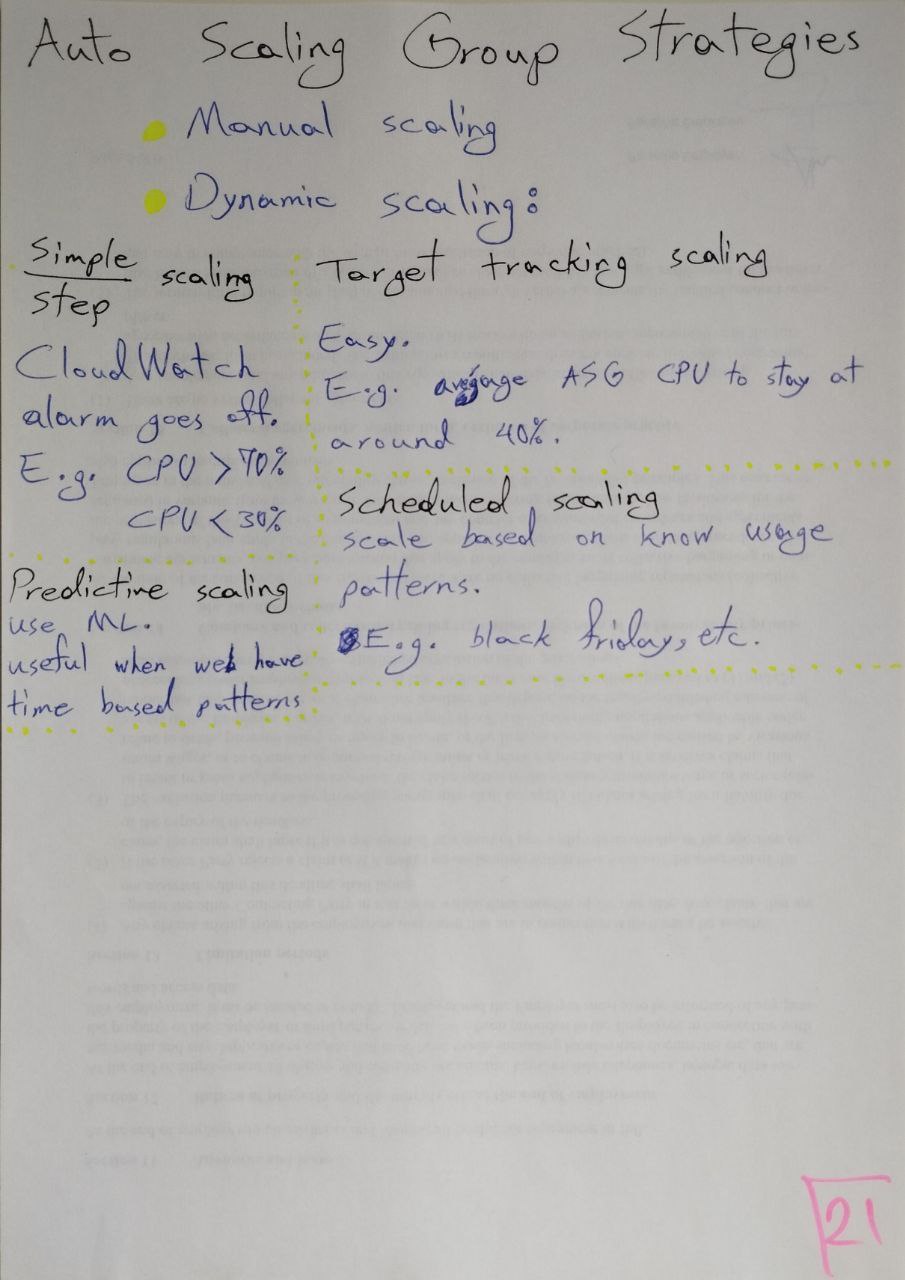 Auto Scaling Group Strategies
Manual scaling
Dynamic scaling:
Simple
Step scaling
CloudWatch
alarm goes off.
E.g. CPU > 70%
CPU < 30%
Target tracking scaling
Easy.
E.g. average ASG CPU to stay at
around 40%.
Scheduled scaling
scale based on know usage
patterns.
E.g. black friday, etc.
Predictive scaling
use ML.
useful when we have
time based patterns
21